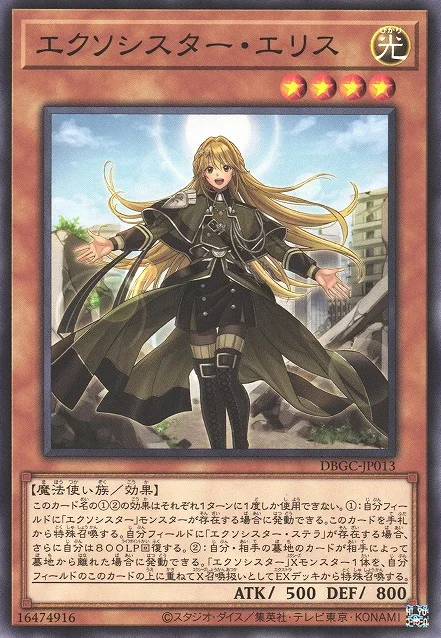 エクソシスター・エリス
光
DBGC-JP013
【魔法使い族/効果】
このカード名の①②の効果はそれぞれ1ターンに1度しか使用できない。①:自分フィ
ールドに「エクソシスター」モンスターが存在する場合に発動できる。このカードを手札
から特殊召喚する。自分フィールドに「エクソシスター・ステラ」が存在する場合、
さらに自分は800LP回復する。②:自分・相手の墓地のカードが相手によって
墓地から離れた場合に発動できる。「エクソシスター」Xモンスター1体を、自分
フィールドのこのカードの上に重ねてX召喚扱いとしてEXデッキから特殊召喚する。
ATK/ 500 DEF/ 800
16474916
©スタジオ・ダイス/集英社・テレビ東京・KONAMI